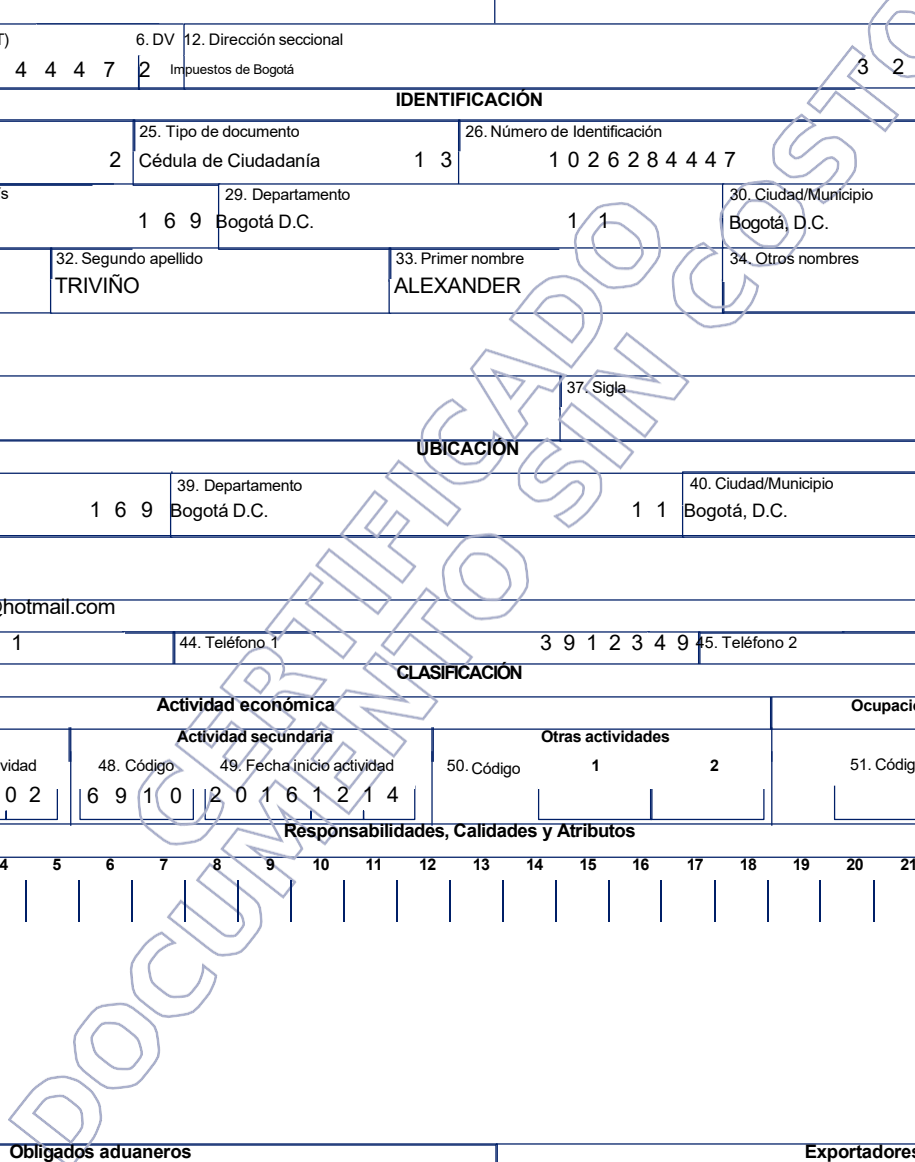 T) 6. DV 12. Dirección seccional
4 4 4 7 2 Impuestos de Bogotá 3 2
IDENTIFICACIÓN
25. Tipo de documento 26. Número de Identificación
2 Cédula de Ciudadanía 1 3 1 0 2 6 2 8 4 4 4 7
s 29. Departamento 30. Ciudad/Municipio
1 6 9 Bogotá D.C. 1 1 Bogotá, D.C.
32. Segundo apellido 33. Primer nombre 34. Otros nombres
TRIVIÑO ALEXANDER
37. Sigla
UBICACIÓN
39. Departamento 40. Ciudad/Municipio
1 6 9 Bogotá D.C. 1 1 Bogotá, D.C.
@hotmail.com
1 44. Teléfono 1 3 9 1 2 3 4 9 45. Teléfono 2
CLASIFICACIÓN
Actividad económica Ocupació
Actividad secundaria Otras actividades
vidad 48. Código 49. Fecha inicio actividad 50. Código 1 2 51. Códig
0 2 6 9 1 0 2 0 1 6 1 2 1 4
Responsabilidades, Calidades y Atributos
4 5 6 7 8 9 10 11 12 13 14 15 16 17 18 19 20 21
Obligados aduaneros Exportadores
CERTIFICADO
DOCUMENTO SIN COSTO